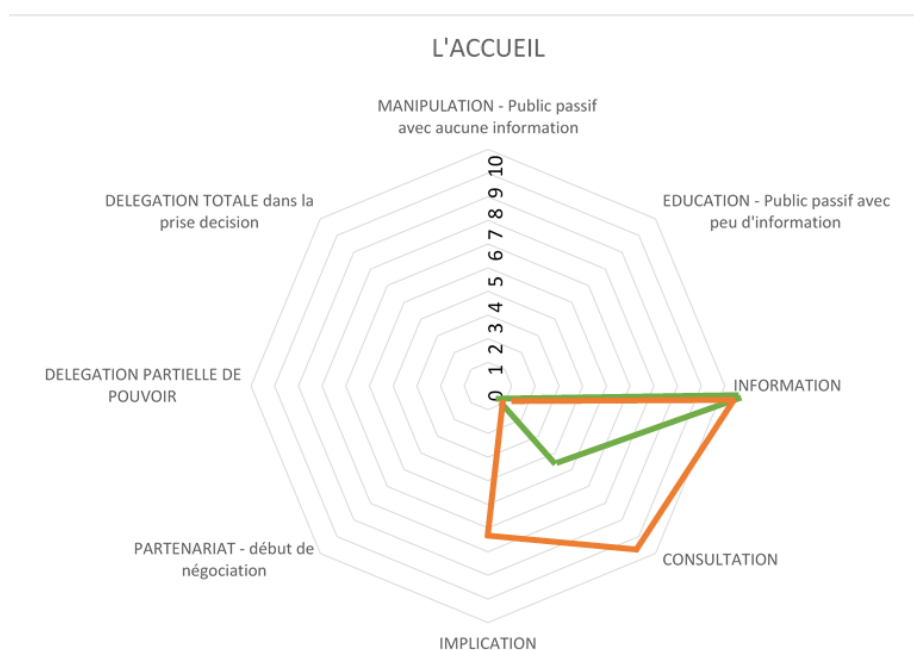 L'ACCUEIL
MANIPULATION - Public passif
avec aucune information
EDUCATION - Public passif avec
peu d'information
INFORMATION
CONSULTATION
IMPLICATION
PARTENARIAT - début de
négociation
DELEGATION PARTIELLE DE
POUVOIR
DELEGATION TOTALE dans la
prise decision
10
9
8
7
6
5
4
3
2
1
0